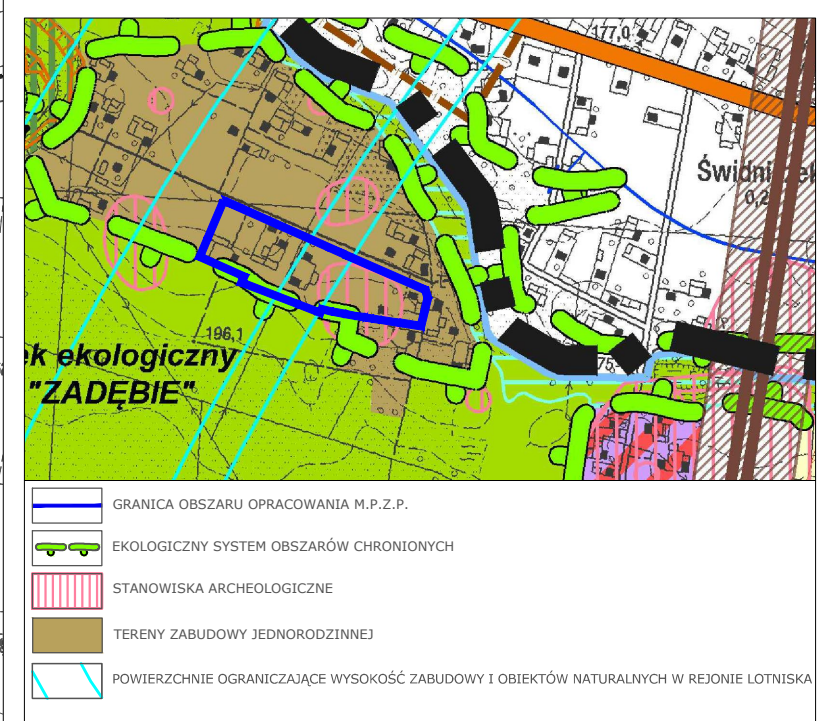 177,0
Świdni
0,2
196,1
ek ekologiczny
"ZADĘBIE"
75
GRANICA OBSZARU OPRACOWANIA M.P.Z.P.
EKOLOGICZNY SYSTEM OBSZARÓW CHRONIONYCH
STANOWISKA ARCHEOLOGICZNE
TERENY ZABUDOWY JEDNORODZINNEJ
POWIERZCHNIE OGRANICZAJĄCE WYSOKOŚĆ ZABUDOWY I OBIEKTÓW NATURALNYCH W REJONIE LOTNISKA